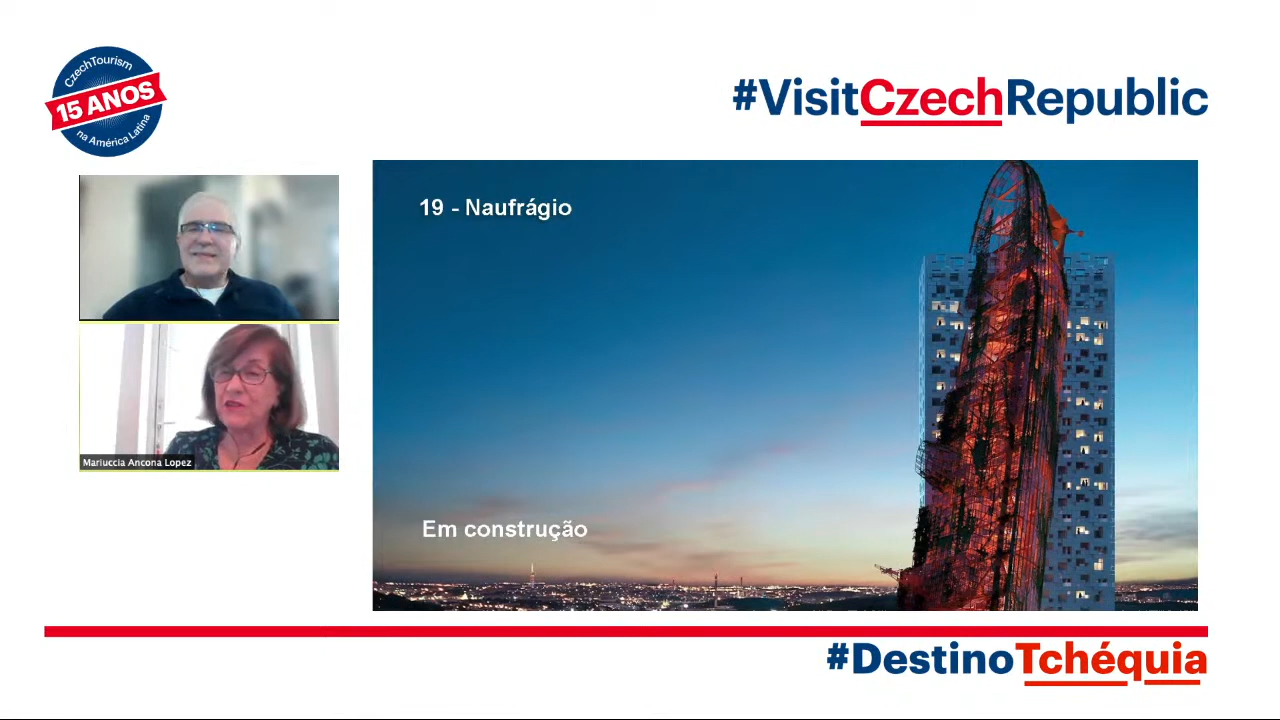 CzechTourism
15 ANOS
na América Latina
#VisitCzechRepublic
19 - Naufrágio
Mariuccia Ancona Lopez
Em construção
#DestinoTchéquia